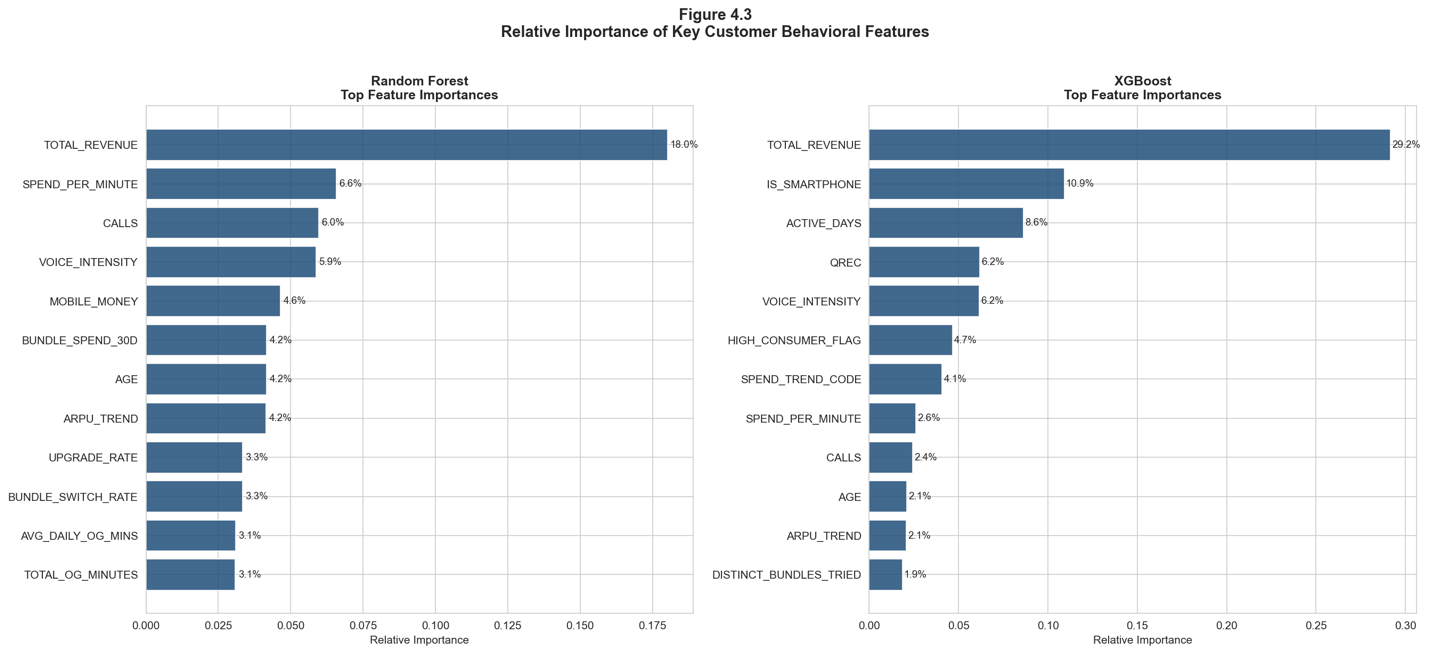 Figure 4.3
Relative Importance of Key Customer Behavioral Features
Random Forest
Top Feature Importances
TOTAL_REVENUE 18.0%
SPEND_PER_MINUTE 6.6%
CALLS 6.0%
VOICE_INTENSITY 5.9%
MOBILE_MONEY 4.6%
BUNDLE_SPEND_30D 4.2%
AGE 4.2%
ARPU_TREND 4.2%
UPGRADE_RATE 3.3%
BUNDLE_SWITCH_RATE 3.3%
AVG_DAILY_OG_MINS 3.1%
TOTAL_OG_MINUTES 3.1%
0.000 0.025 0.050 0.075 0.100 0.125 0.150 0.175
Relative Importance
XGBoost
Top Feature Importances
TOTAL_REVENUE 29.2%
IS_SMARTPHONE 10.9%
ACTIVE_DAYS 8.6%
QREC 6.2%
VOICE_INTENSITY 6.2%
HIGH_CONSUMER_FLAG 4.7%
SPEND_TREND_CODE 4.1%
SPEND_PER_MINUTE 2.6%
CALLS 2.4%
AGE 2.1%
ARPU_TREND 2.1%
DISTINCT_BUNDLES_TRIED 1.9%
0.00 0.05 0.10 0.15 0.20 0.25 0.30
Relative Importance